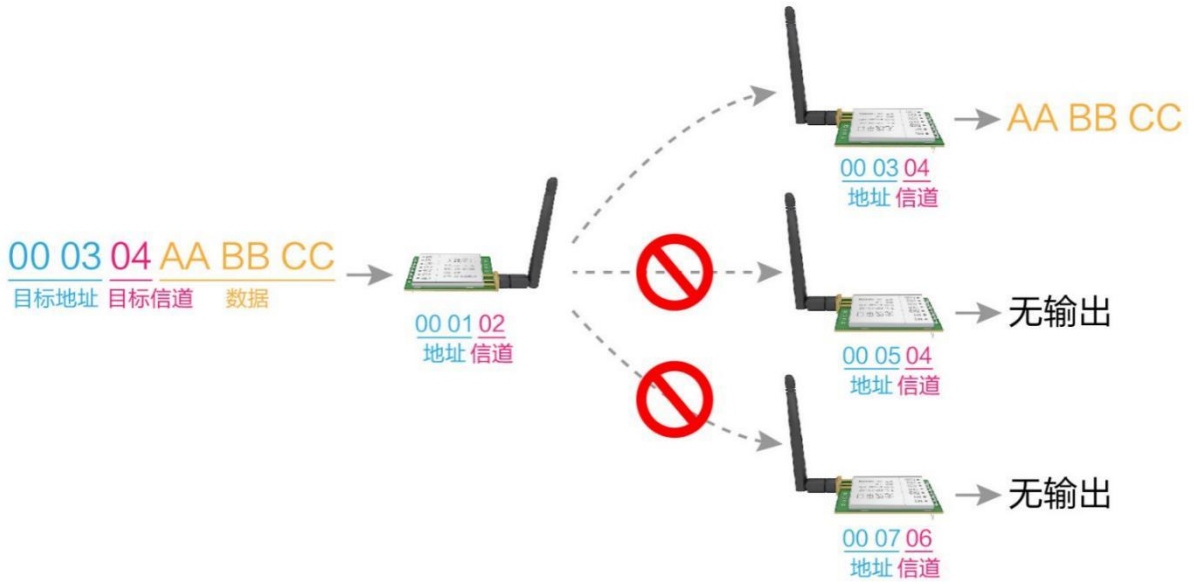 00 03 04 AA BB CC
目标地址 目标信道 数据
00 01 02
地址 信道
AA BB CC
00 03 04
地址 信道
无输出
00 05 04
地址 信道
无输出
00 07 06
地址 信道